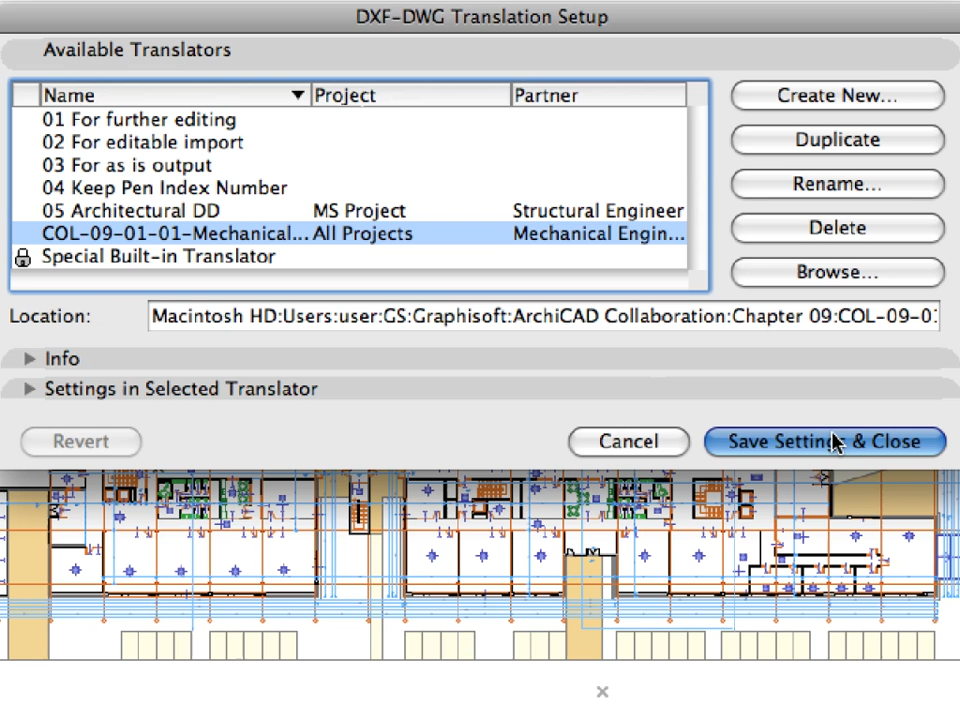 DXF-DWG Translation Setup
Available Translators
Name Project Partner
01 For further editing
02 For editable import
03 For as is output
04 Keep Pen Index Number
05 Architectural DD MS Project Structural Engineer
COL-09-01-01-Mechanical... All Projects Mechanical Engin...
Special Built-in Translator
Create New...
Duplicate
Rename...
Delete
Browse...
Location: Macintosh HD:Users:user:GS:Graphisoft:ArchiCAD Collaboration:Chapter 09:COL-09-01
Info
Settings in Selected Translator
Revert Cancel Save Settings & Close